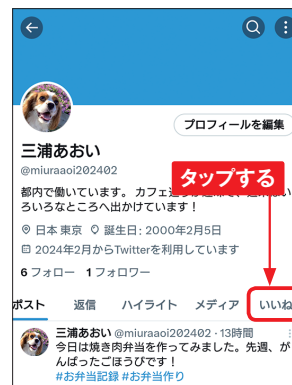 プロフィールを編集
三浦あおい
@miuraaoi202402
タップする
都内で働いています。カフェ
ろいろなところへ出かけています！
日本 東京 誕生日: 2000年2月5日
2024年2月からTwitterを利用しています
6 フォロー 1 フォロワー
ポスト 返信 ハイライト メディア いいね
三浦あおい @miuraaoi202402・13時間
今日は焼き肉弁当を作ってみました。先週、が
んばったごほうびです！
#お弁当記録 #お弁当作り